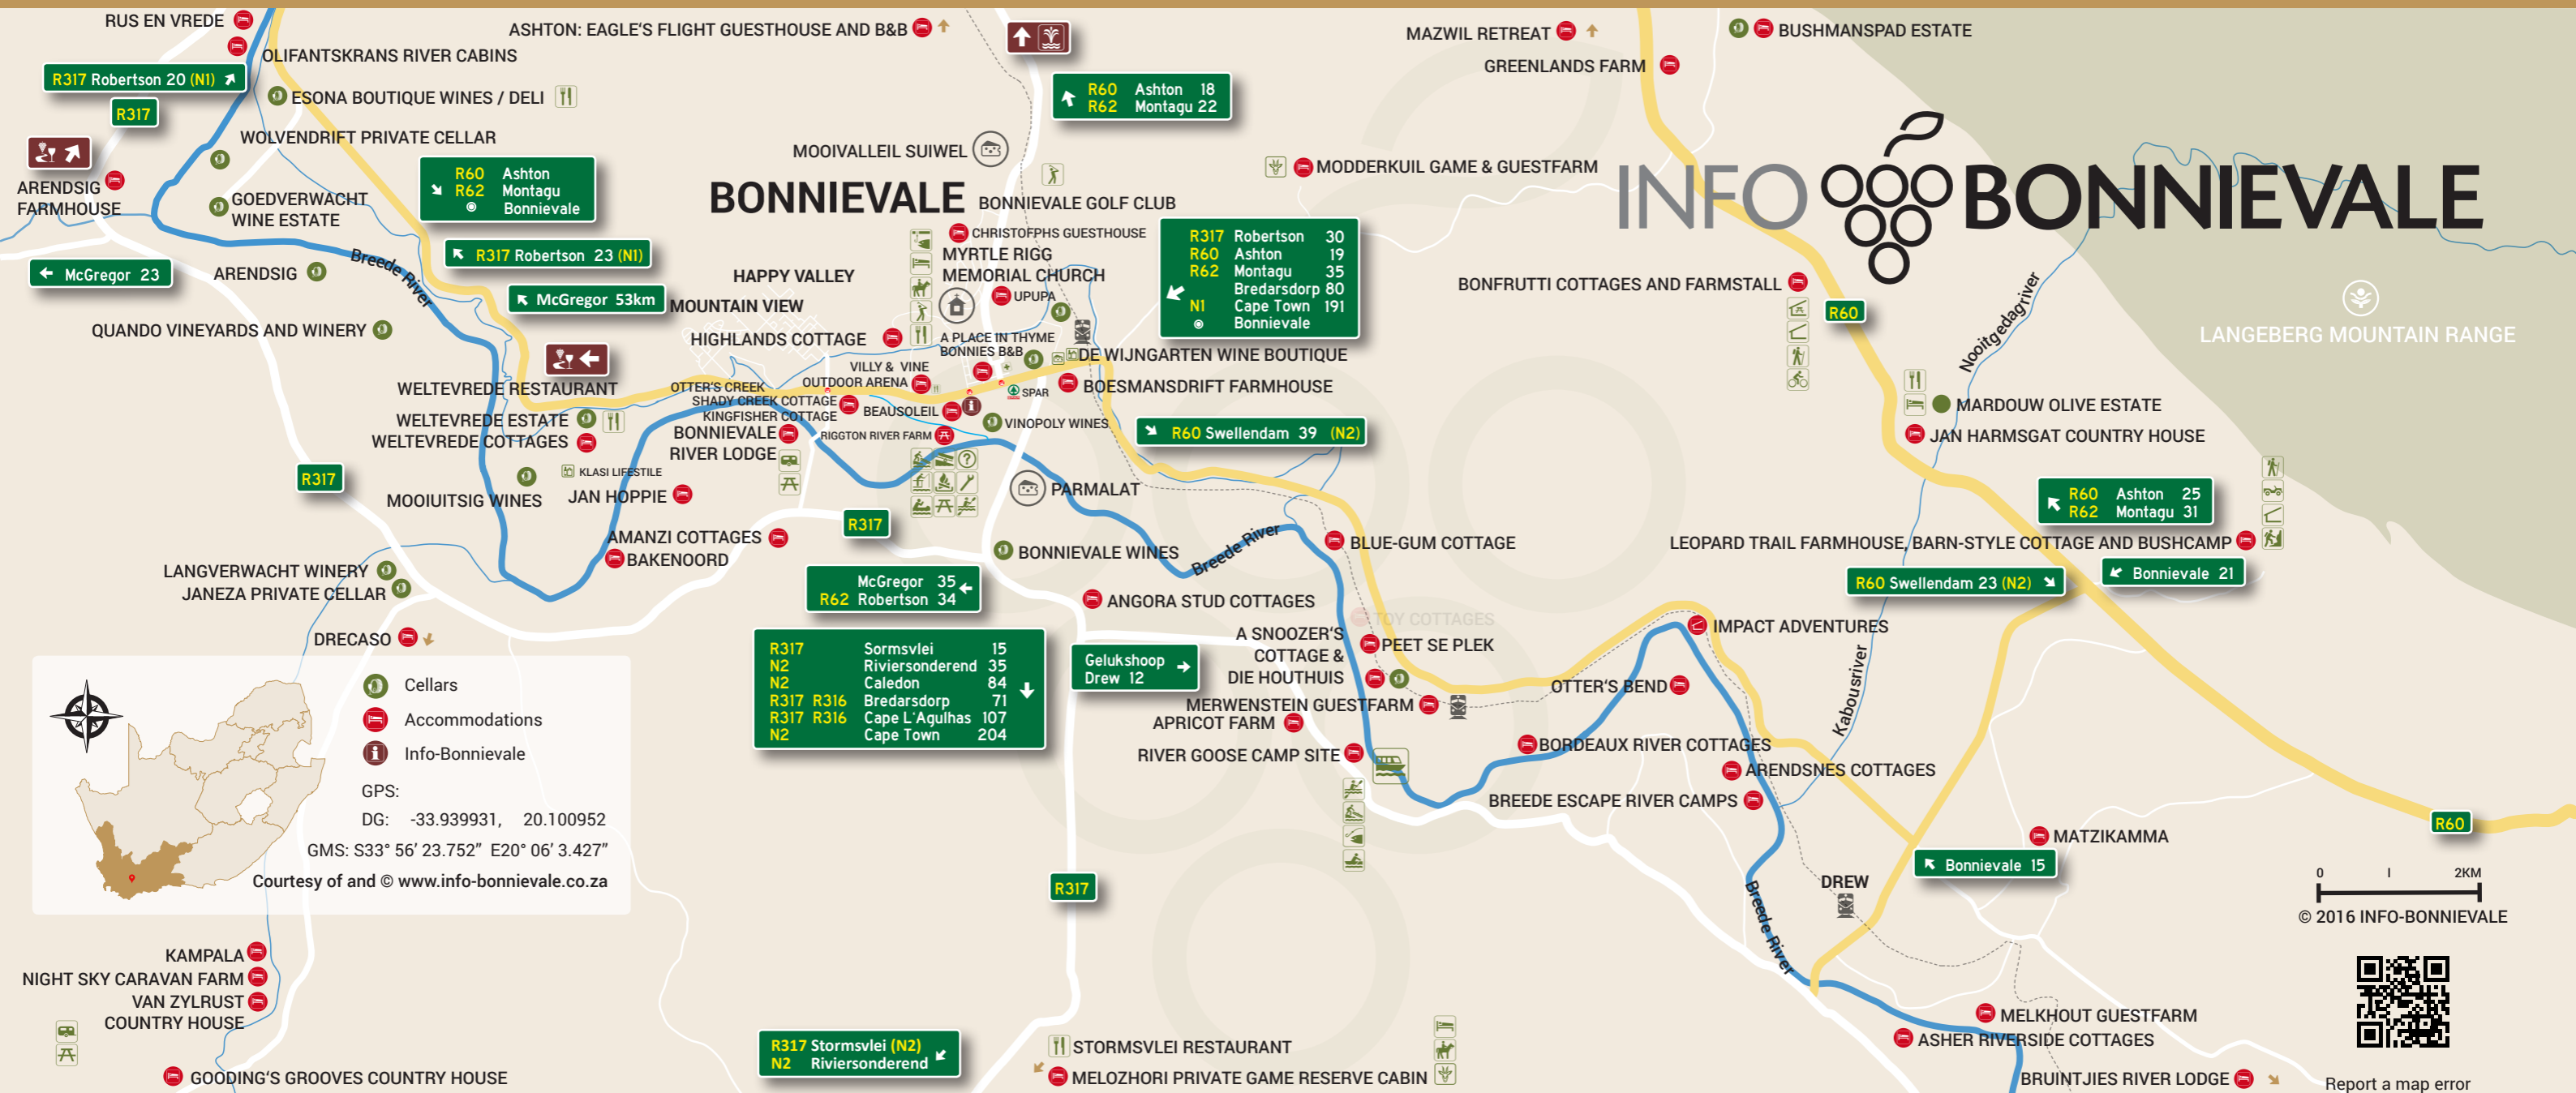 RUS EN VREDE
OLIFANTSKRANS RIVER CABINS
R317 Robertson 20 (N1)
R317
ESONA BOUTIQUE WINES / DELI
WOLVENDRIFT PRIVATE CELLAR
ARENDSIG
FARMHOUSE
GOEDVERWACHT
WINE ESTATE
R60 Ashton
R62 Montagu
Bonnievale
R317 Robertson 23 (N1)
McGregor 23
ARENDSIG
Breede River
McGregor 53km
QUANDO VINEYARDS AND WINERY
ASHTON: EAGLE'S FLIGHT GUESTHOUSE AND B&B
R60 Ashton 18
R62 Montagu 22
MOOIVALLEIL SUIWEL
BONNIEVALE
BONNIEVALE GOLF CLUB
CHRISTOFPHS GUESTHOUSE
MYRTLE RIGG
MEMORIAL CHURCH
HAPPY VALLEY
MOUNTAIN VIEW
UPUPA
HIGHLANDS COTTAGE
A PLACE IN THYME
BONNIES B&B
DE WIJNGARTEN WINE BOUTIQUE
VILLY & VINE
OUTDOOR ARENA
SPAR
BOESMANSDRIFT FARMHOUSE
OTTER'S CREEK
SHADY CREEK COTTAGE
KINGFISHER COTTAGE
BEAUSOLEIL
VINOPOLY WINES
BONNIEVALE
RIVER LODGE
RIGGTON RIVER FARM
R317 Robertson 30
R60 Ashton 19
R62 Montagu 35
Bredarsdorp 80
N1 Cape Town 191
Bonnievale
R60 Swellendam 39 (N2)
MAZWIL RETREAT
GREENLANDS FARM
BUSHMANSPAD ESTATE
MODDERKUIL GAME & GUESTFARM
INFO BONNIEVALE
BONFRUTTI COTTAGES AND FARMSTALL
R60
Nooitgedagriver
LANGEBERG MOUNTAIN RANGE
MARDOUW OLIVE ESTATE
JAN HARMSGAT COUNTRY HOUSE
R60 Ashton 25
R62 Montagu 31
LEOPARD TRAIL FARMHOUSE, BARN-STYLE COTTAGE AND BUSHCAMP
Bonnievale 21
R60 Swellendam 23 (N2)
WELTEVREDE RESTAURANT
WELTEVREDE ESTATE
WELTEVREDE COTTAGES
R317
KLASI LIFESTILE
MOOIUITSIG WINES
JAN HOPPIE
AMANZI COTTAGES
BAKENOORD
R317
PARMALAT
BONNIEVALE WINES
Breede River
BLUE-GUM COTTAGE
LANGVERWACHT WINERY
JANEZA PRIVATE CELLAR
DRECASO
McGregor 35
R62 Robertson 34
R317 Sormsvlei 15
N2 Riviersonderend 35
N2 Caledon 84
R317 R316 Bredarsdorp 71
R317 R316 Cape L'Agulhas 107
N2 Cape Town 204
ANGORA STUD COTTAGES
TOY COTTAGES
Gelukshoop
Drew 12
A SNOOZER'S
COTTAGE &
DIE HOUTHUIS
PEET SE PLEK
MERWENSTEIN GUESTFARM
APRICOT FARM
RIVER GOOSE CAMP SITE
IMPACT ADVENTURES
OTTER'S BEND
Kabousriver
BORDEAUX RIVER COTTAGES
ARENDSNES COTTAGES
BREEDE ESCAPE RIVER CAMPS
MATZIKAMMA
Bonnievale 15
R60
DREW
Breede River
Cellars
Accommodations
Info-Bonnievale
GPS:
DG: -33.939931, 20.100952
GMS: S33° 56' 23.752" E20° 06' 3.427"
Courtesy of and © www.info-bonnievale.co.za
R317
0 I 2KM
© 2016 INFO-BONNIEVALE
KAMPALA
NIGHT SKY CARAVAN FARM
VAN ZYLRUST
COUNTRY HOUSE
GOODING'S GROOVES COUNTRY HOUSE
R317 Stormsvlei (N2)
N2 Riviersonderend
STORMSVLEI RESTAURANT
MELOZHORI PRIVATE GAME RESERVE CABIN
MELKHOUT GUESTFARM
ASHER RIVERSIDE COTTAGES
BRUINTJIES RIVER LODGE
Report a map error